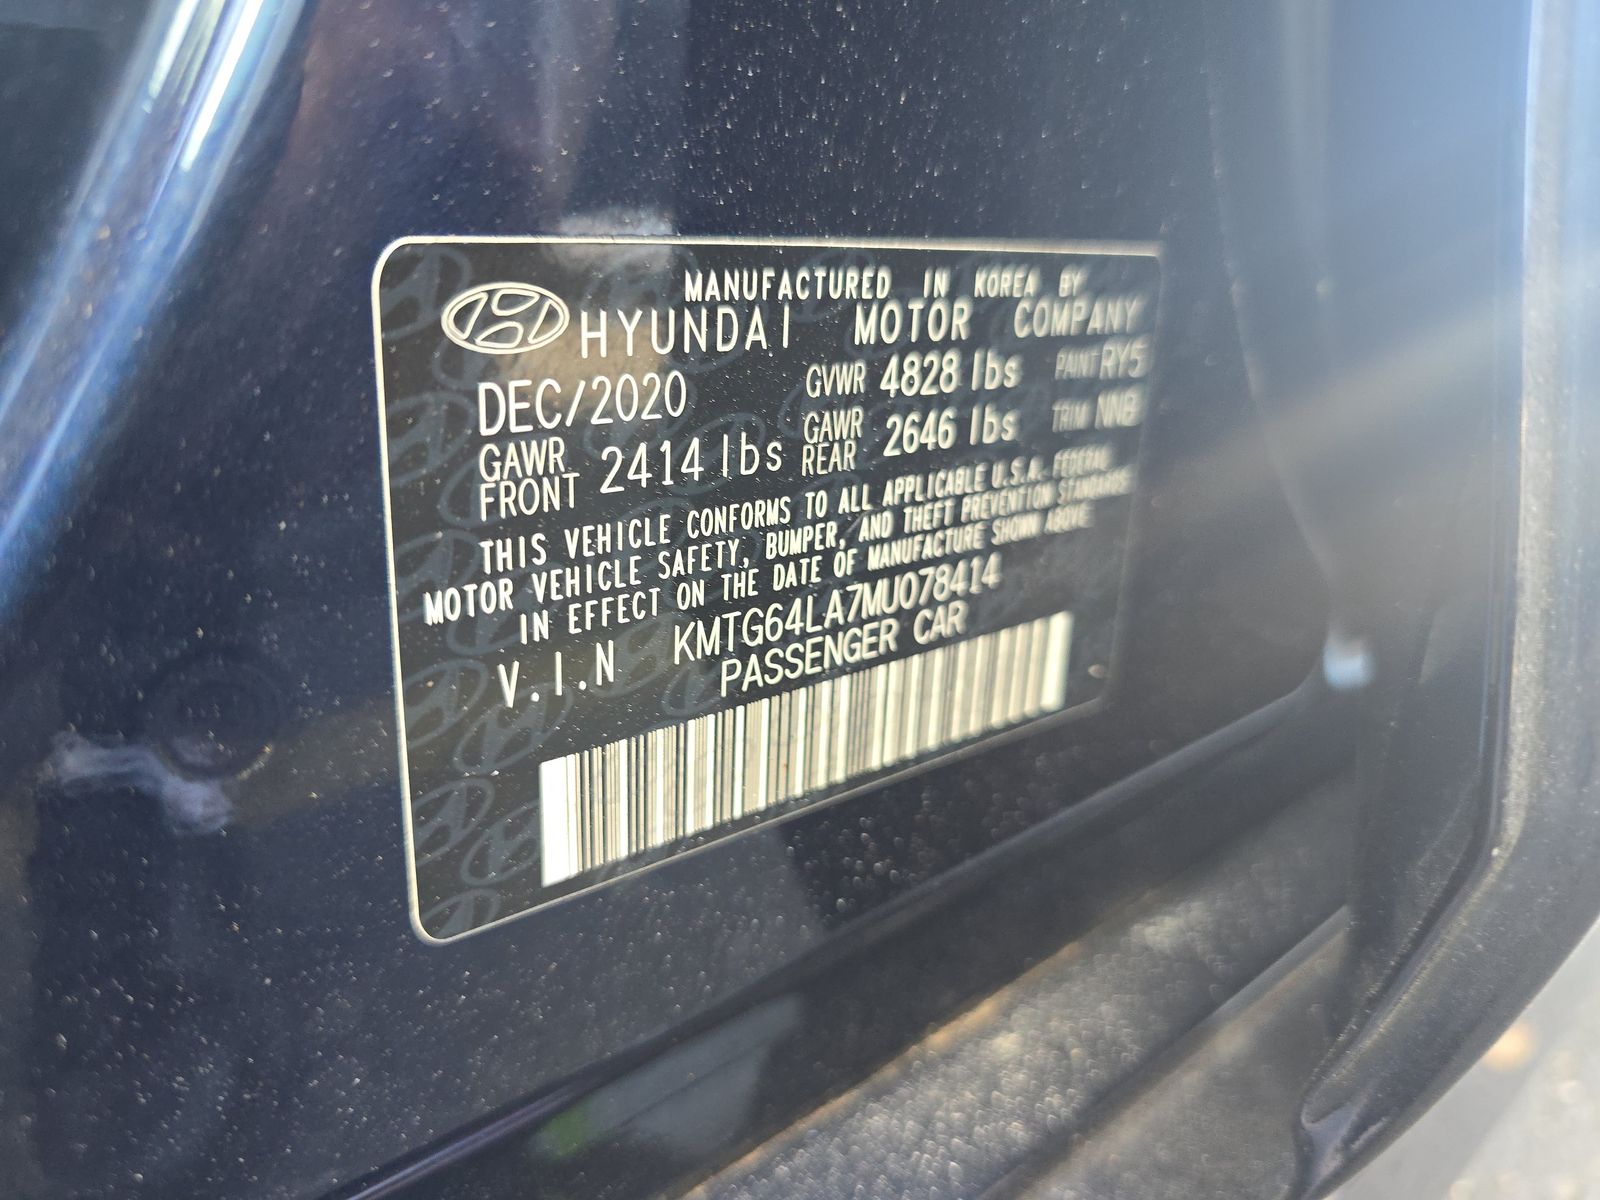 MANUFACTURED IN KOREA BY
HYUNDAI MOTOR COMPANY
DEC/2020 GVWR 4828 lbs PAINT RY5
GAWR FRONT 2414 lbs GAWR REAR 2646 lbs TRIM NNB
THIS VEHICLE CONFORMS TO ALL APPLICABLE U.S.A. FEDERAL
MOTOR VEHICLE SAFETY, BUMPER, AND THEFT PREVENTION STANDARDS
IN EFFECT ON THE DATE OF MANUFACTURE SHOWN ABOVE
V.I.N KMTG64LA7MU078414
PASSENGER CAR